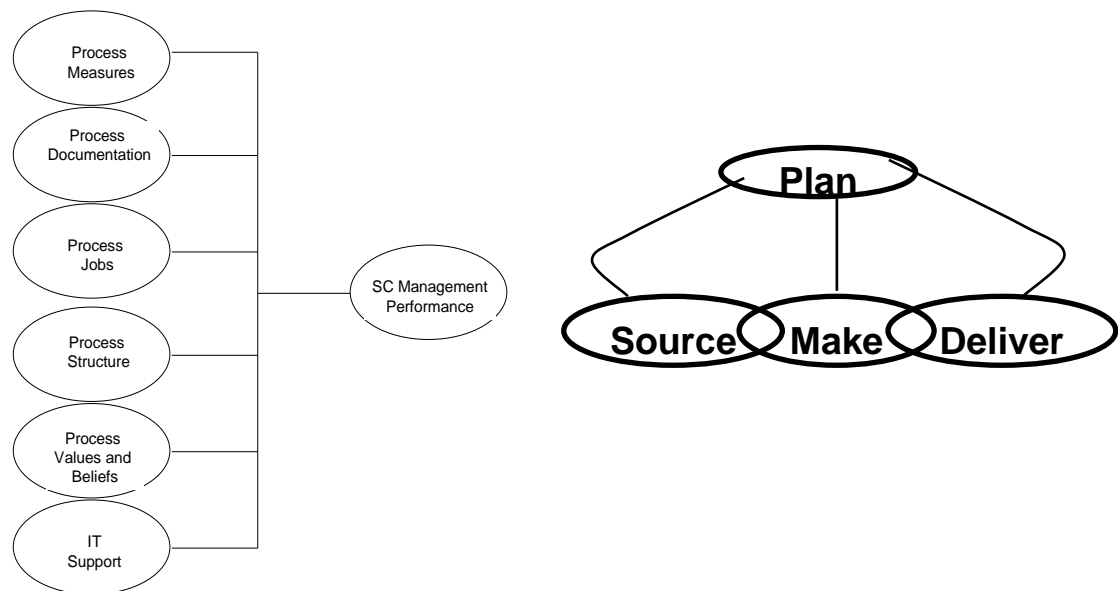 Process
Measures
Process
Documentation
Process
Jobs
Process
Structure
Process
Values and
Beliefs
IT
Support
SC Management
Performance
Plan
Source
Make
Deliver